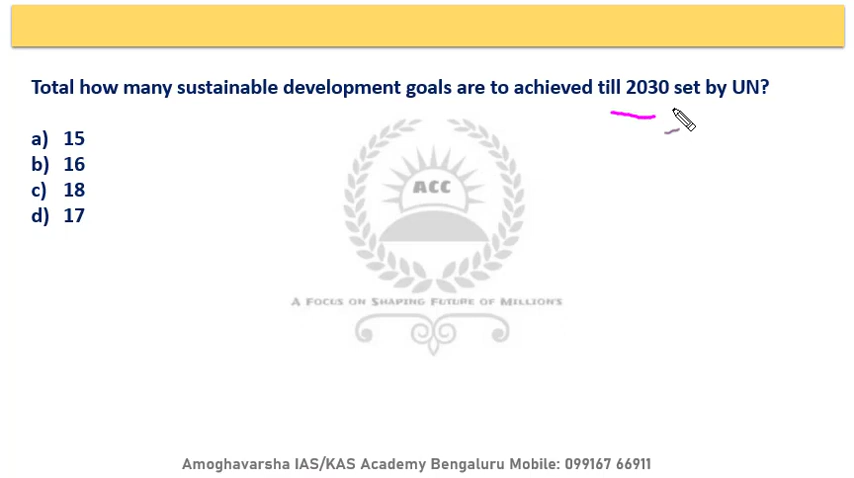 Total how many sustainable development goals are to achieved till 2030 set by UN?
a) 15
b) 16
c) 18
d) 17
ACC
A FOCUS ON SHAPING FUTURE OF MILLIONS
Amoghavarsha IAS/KAS Academy Bengaluru Mobile: 099167 66911